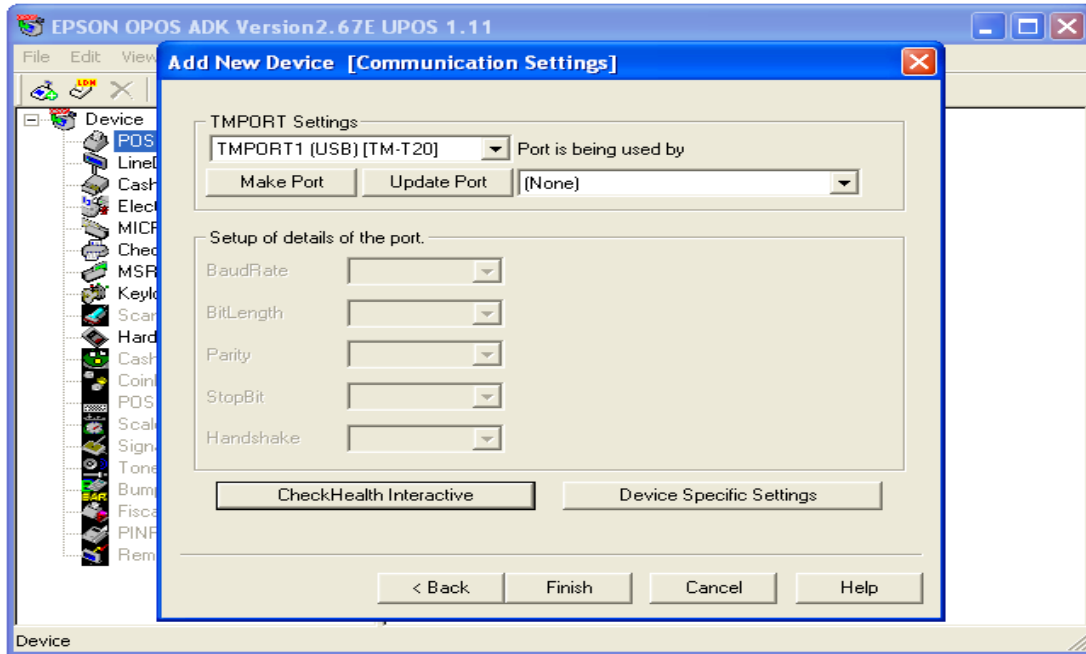 EPSON OPOS ADK Version2.67E UPOS 1.11
File Edit View
Add New Device [Communication Settings]
Device
POS
LineD
Cash
Elect
MICR
Chec
MSR
Keylo
Scar
Hard
Cash
Coin
POS
Scal
Sign
Tone
Bum
Fisca
PINP
Rem
TMPORT Settings
TMPORT1 (USB) [TM-T20] Port is being used by
Make Port Update Port (None)
Setup of details of the port.
BaudRate
BitLength
Parity
StopBit
Handshake
CheckHealth Interactive Device Specific Settings
< Back Finish Cancel Help
Device